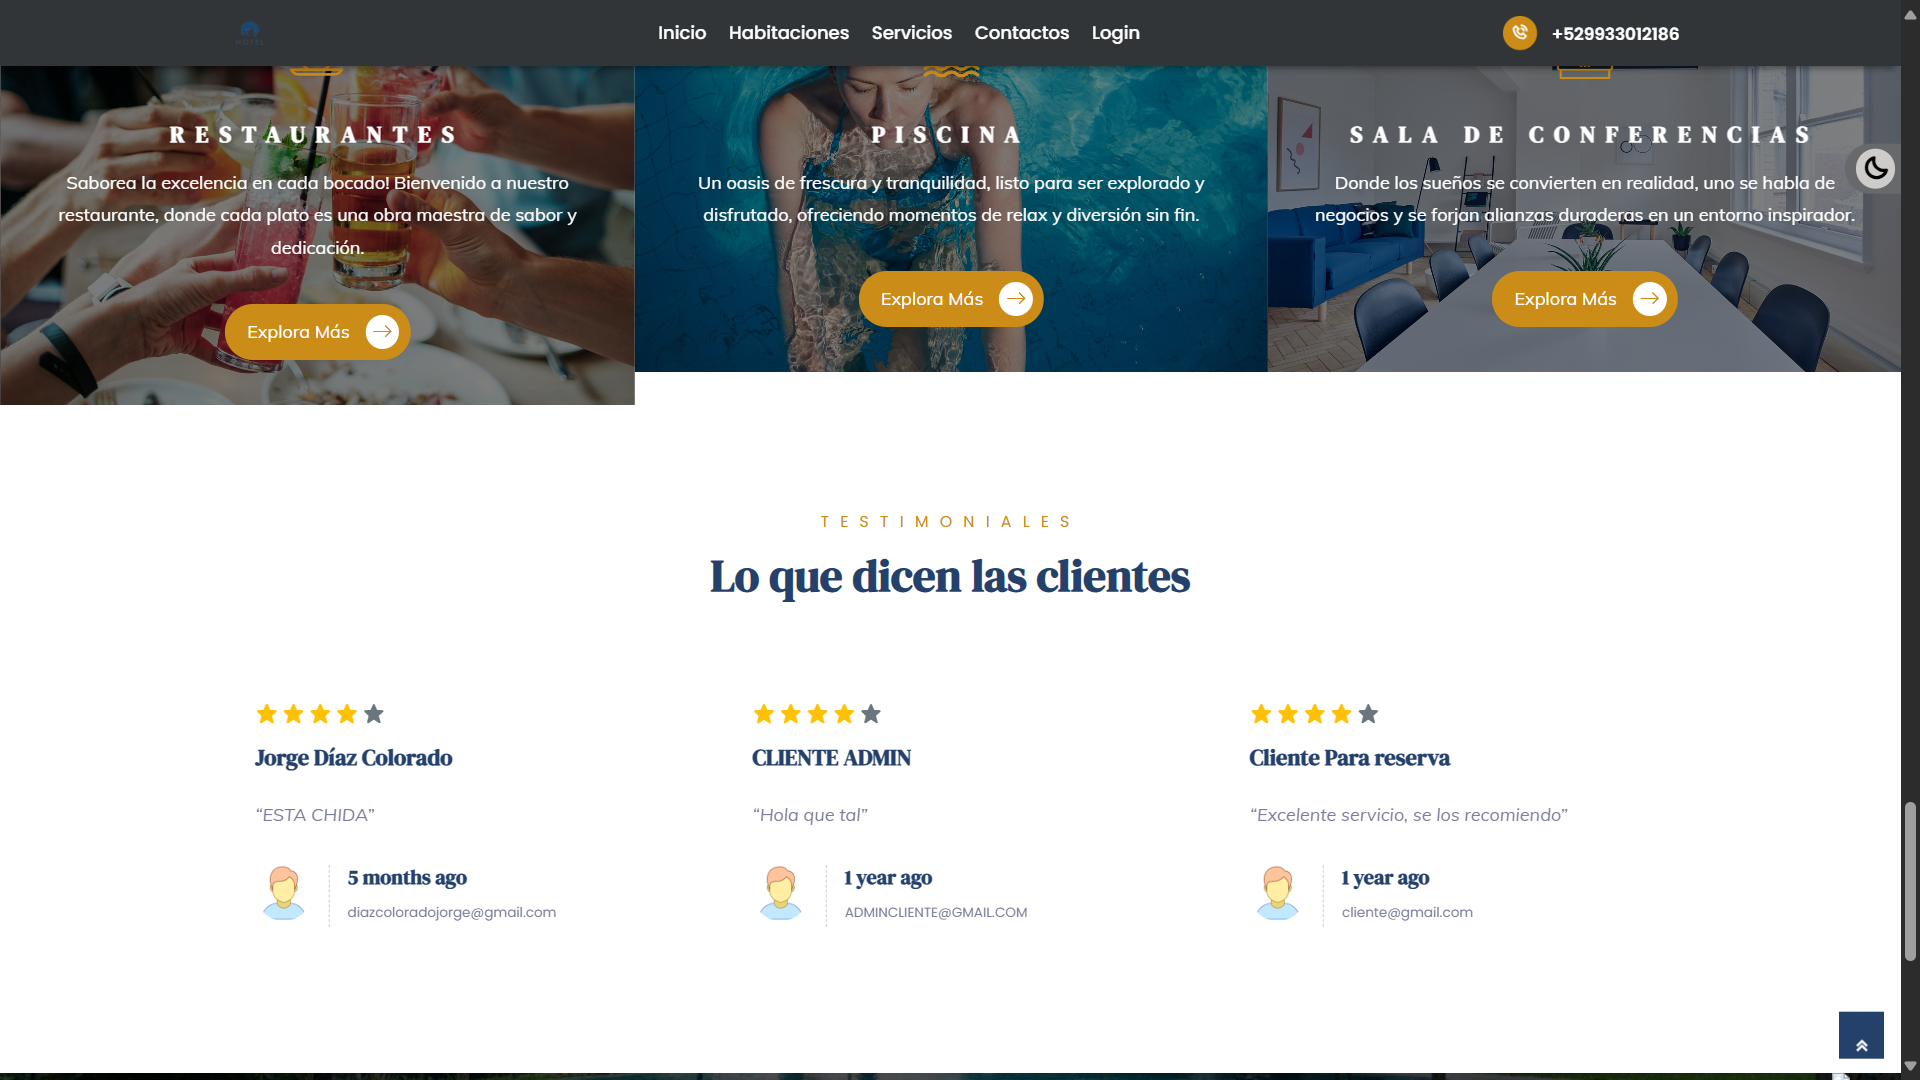 HOTEL
Inicio
Habitaciones
Servicios
Contactos
Login
+529933012186
RESTAURANTES
Saborea la excelencia en cada bocado! Bienvenido a nuestro
restaurante, donde cada plato es una obra maestra de sabor y
dedicación.
Explora Más
PISCINA
Un oasis de frescura y tranquilidad, listo para ser explorado y
disfrutado, ofreciendo momentos de relax y diversión sin fin.
Explora Más
SALA DE CONFERENCIAS
Donde los sueños se convierten en realidad, uno se habla de
negocios y se forjan alianzas duraderas en un entorno inspirador.
Explora Más
TESTIMONIALES
Lo que dicen las clientes
Jorge Díaz Colorado
“ESTA CHIDA”
5 months ago
diazcoloradojorge@gmail.com
CLIENTE ADMIN
“Hola que tal”
1 year ago
ADMINCLIENTE@GMAIL.COM
Cliente Para reserva
“Excelente servicio, se los recomiendo”
1 year ago
cliente@gmail.com